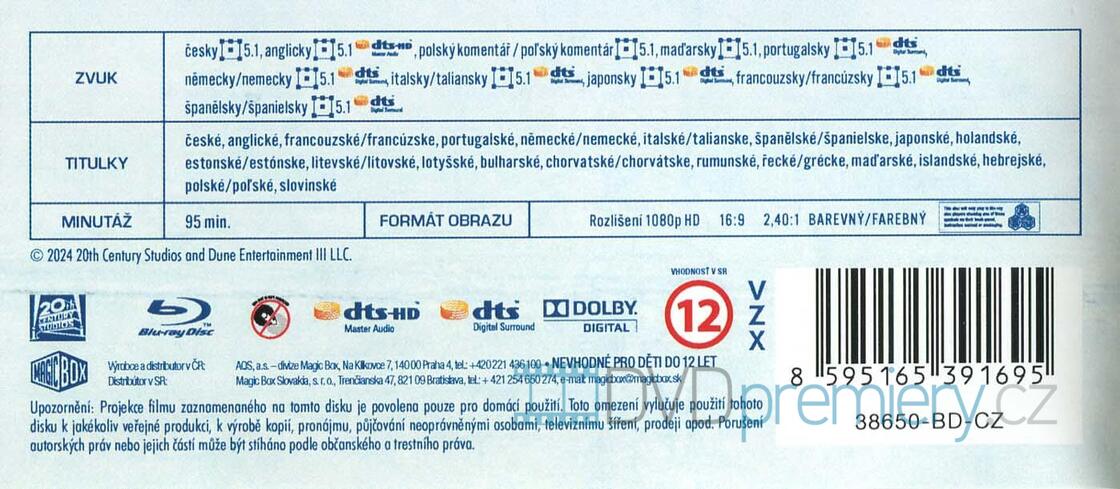 ZVUK
česky 5.1, anglicky 5.1 dts-HD Master Audio, polský komentář / poľský komentár 5.1, maďarsky 5.1, portugalsky 5.1 dts Digital Surround,
německy/nemecky 5.1 dts Digital Surround, italsky/taliansky 5.1 dts Digital Surround, japonsky 5.1 dts Digital Surround, francouzsky/francúzsky 5.1 dts Digital Surround,
španělsky/španielsky 5.1 dts Digital Surround
TITULKY
české, anglické, francouzské/francúzske, portugalské, německé/nemecké, italské/talianske, španělské/španielske, japonské, holandské,
estonské/estónske, litevské/litovské, lotyšské, bulharské, chorvatské/chorvátske, rumunské, řecké/grécke, maďarské, islandské, hebrejské,
polské/poľské, slovinské
MINUTÁŽ 95 min. FORMÁT OBRAZU Rozlišení 1080p HD 16:9 2,40:1 BAREVNÝ/FAREBNÝ
© 2024 20th Century Studios and Dune Entertainment III LLC.
20th CENTURY STUDIOS
Blu-ray Disc™
dts-HD Master Audio
dts Digital Surround
DOLBY DIGITAL
VHODNOSŤ V SR
12
V
Z
X
MAGIC BOX
Výrobce a distributor v ČR: AQS, a.s. – divize Magic Box, Na Klikovce 7, 140 00 Praha 4, tel.: +420 221 436 100 • NEVHODNÉ PRO DĚTI DO 12 LET
Distribútor v SR: Magic Box Slovakia, s. r. o., Trenčianska 47, 821 09 Bratislava, tel.: + 421 254 650 274, e-mail: magicbox@magicbox.sk
Upozornění: Projekce filmu zaznamenaného na tomto disku je povolena pouze pro domácí použití. Toto omezení vylučuje použití tohoto
disku k jakékoliv veřejné produkci, k výrobě kopií, pronájmu, půjčování neoprávněnými osobami, televiznímu šíření, prodeji apod. Porušení
autorských práv nebo jejich částí může být stíháno podle občanského a trestního práva.
8 595165 391695
38650-BD-CZ
DVDpremiery.cz